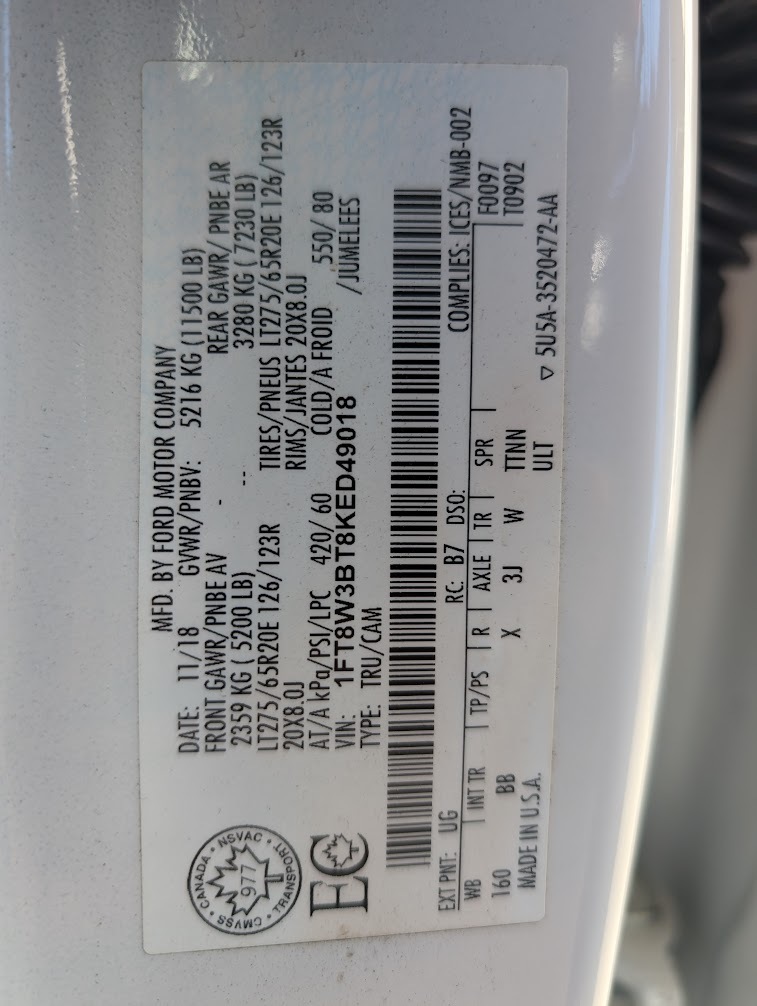 MFD. BY FORD MOTOR COMPANY
DATE: 11/18 GVWR/PNBV: 5216 KG (11500 LB)
FRONT GAWR/PNBE AV - REAR GAWR/ PNBE AR
2359 KG ( 5200 LB) -- 3280 KG ( 7230 LB)
LT275/65R20E 126/123R TIRES/PNEUS LT275/65R20E 126/123R
20X8.0J RIMS/JANTES 20X8.0J
AT/A kPa/PSI/LPC 420/ 60 COLD/A FROID 550/ 80
VIN: 1FT8W3BT8KED49018 /JUMELEES
TYPE: TRU/CAM
CANADA • NSVAC • TRANSPORT • CMVSS •
977
T
EC
EXT PNT: UG RC: B7 DSO: COMPLIES: ICES/NMB-002
WB INT TR TP/PS R AXLE TR SPR F0097
160 BB X 3J W TTNN T0902
MADE IN U.S.A. ULT
▽ 5U5A-3520472-AA